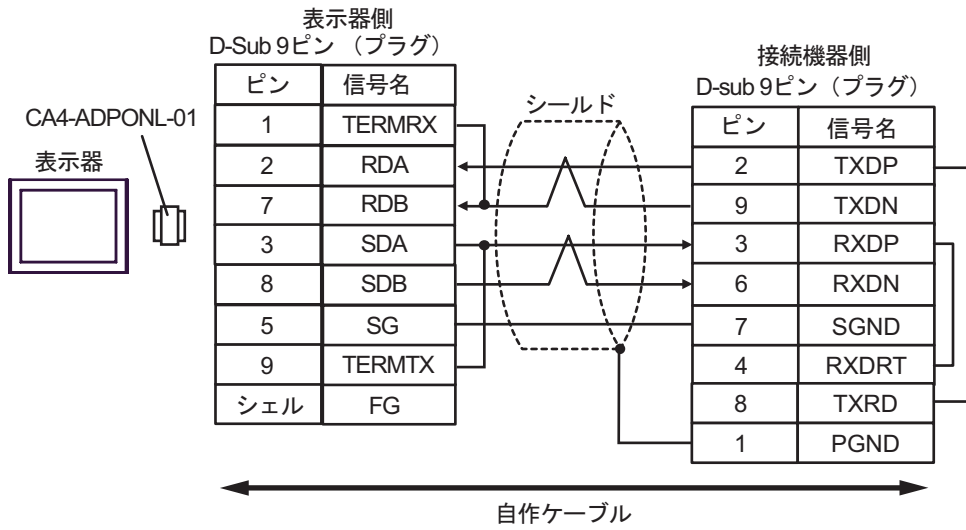 表示器側
D-Sub 9ピン （プラグ）
接続機器側
D-sub 9ピン（プラグ）
CA4-ADPONL-01
表示器
シールド
ピン 信号名
1 TERMRX
2 RDA
7 RDB
3 SDA
8 SDB
5 SG
9 TERMTX
シェル FG
ピン 信号名
2 TXDP
9 TXDN
3 RXDP
6 RXDN
7 SGND
4 RXDRT
8 TXRD
1 PGND
自作ケーブル